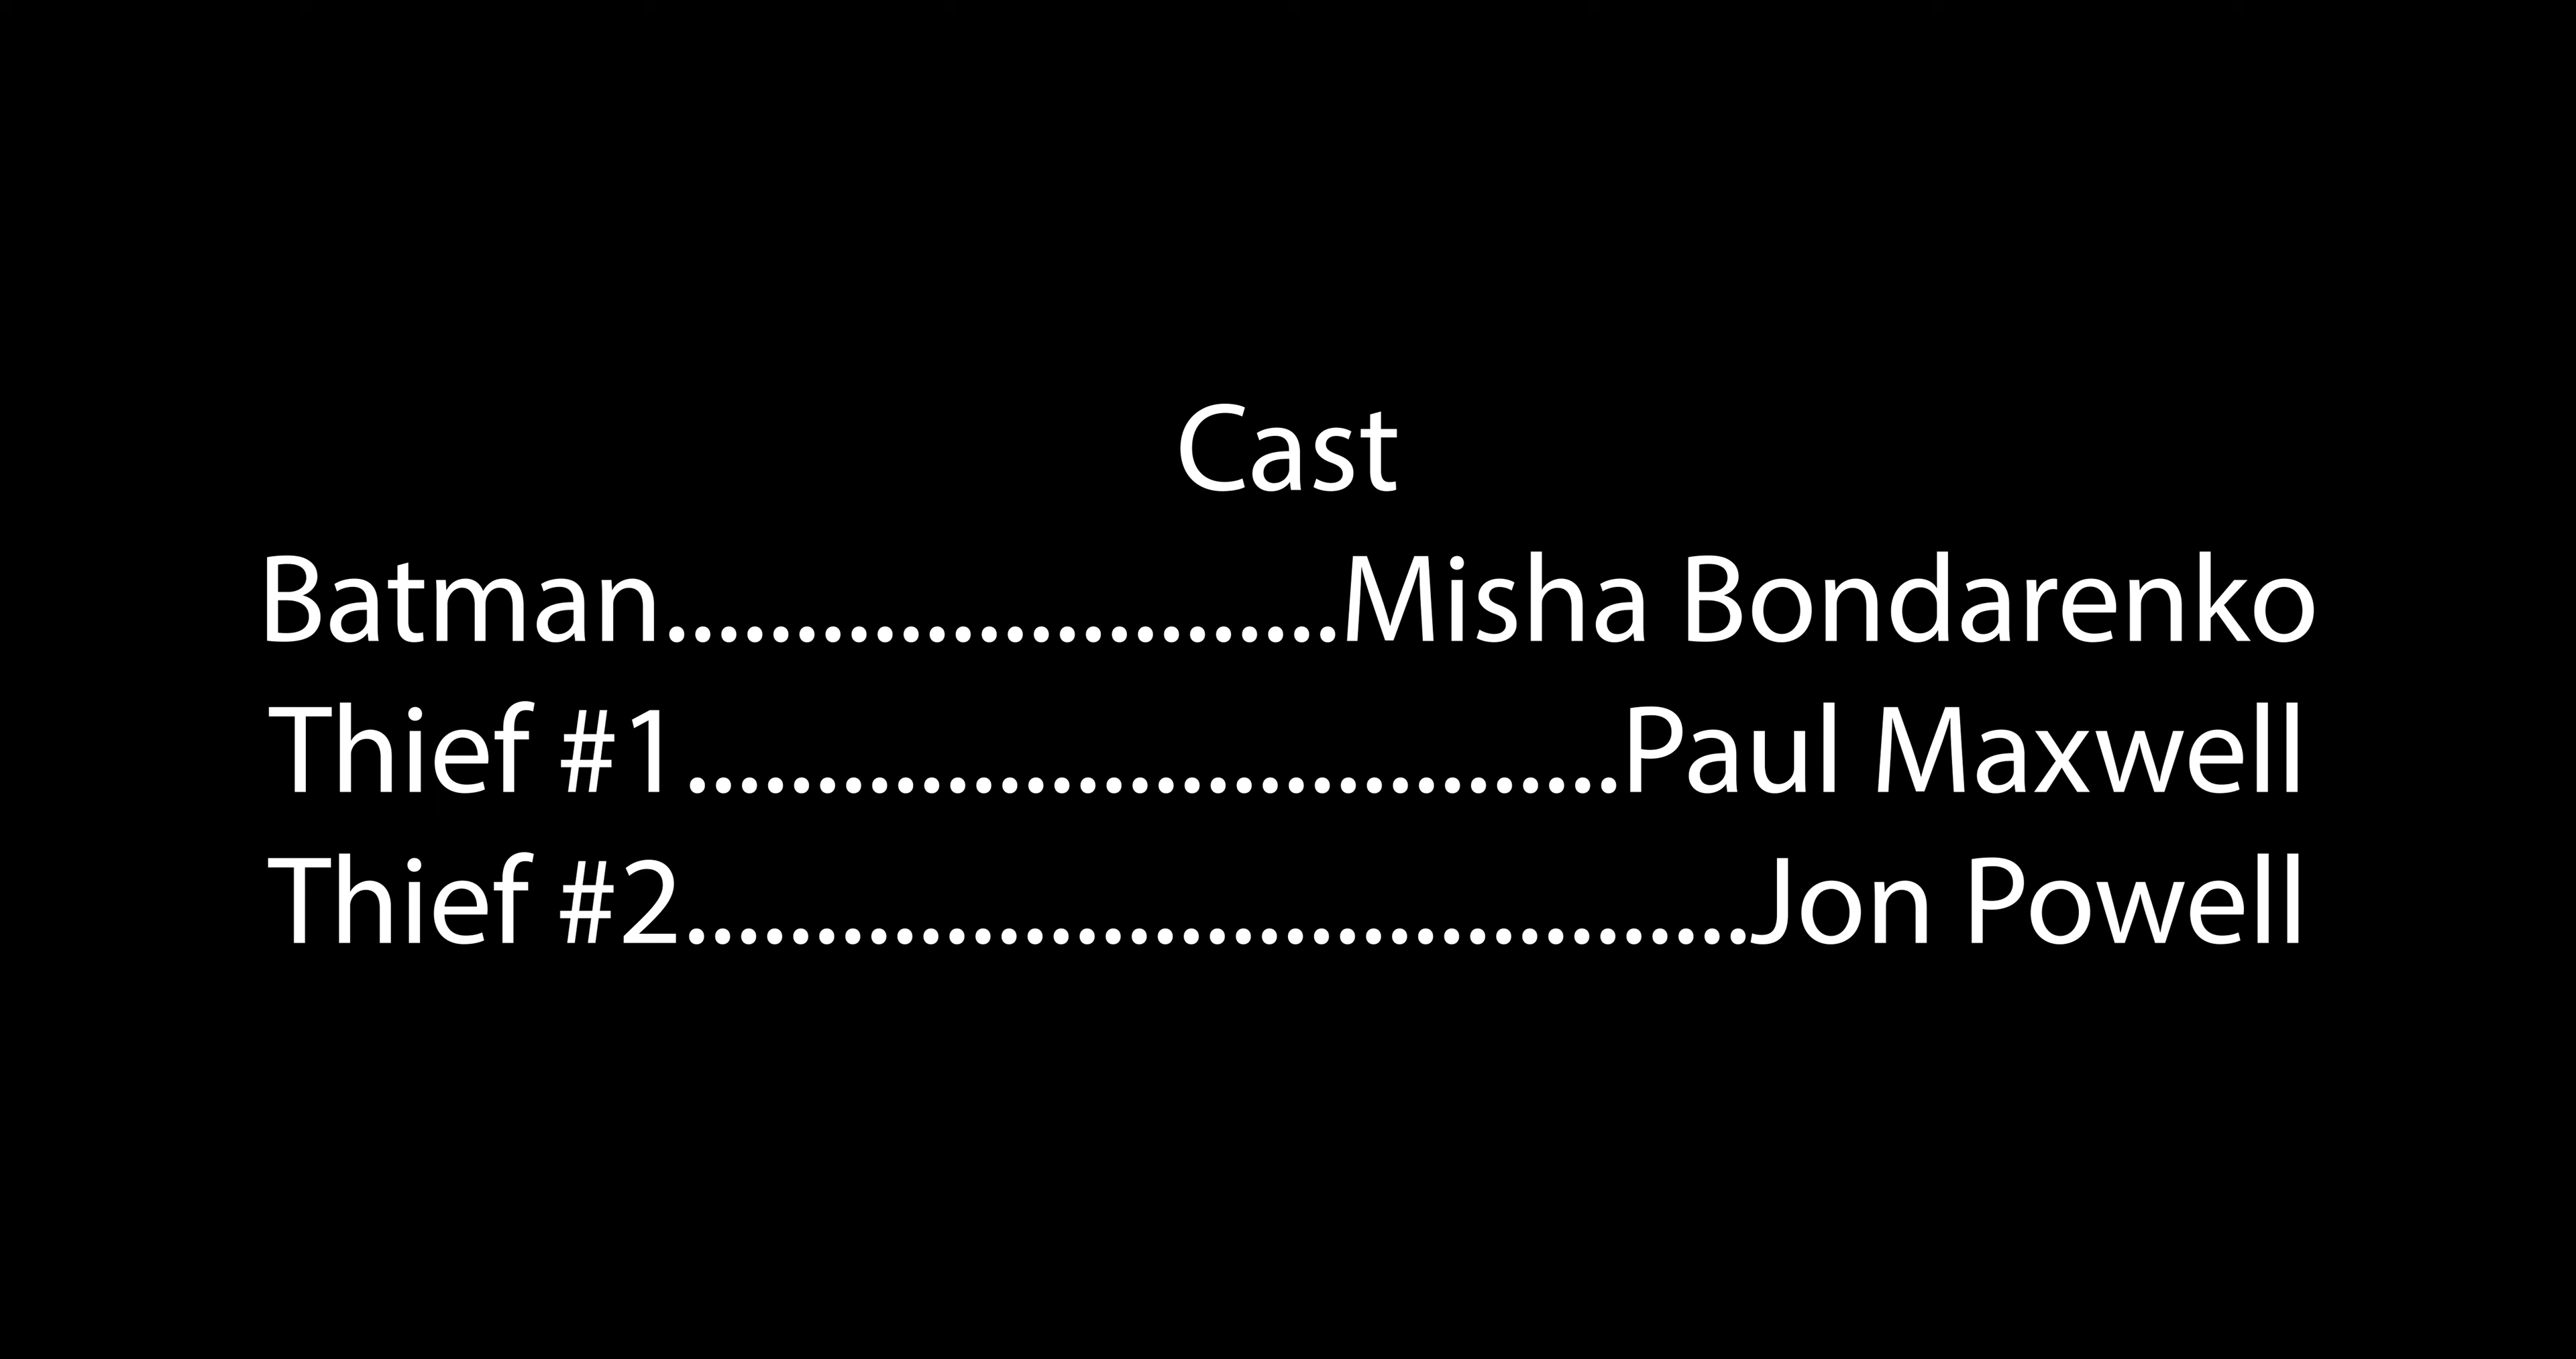 Cast
Batman..........................Misha Bondarenko
Thief #1....................................Paul Maxwell
Thief #2.........................................Jon Powell